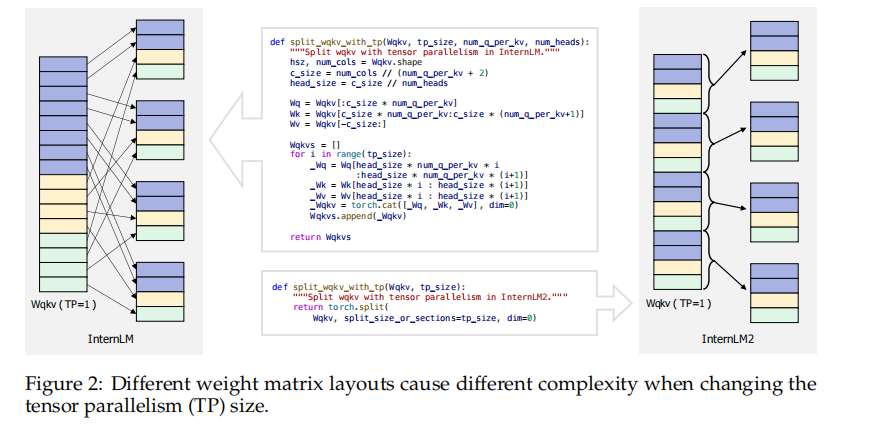 def split_wqkv_with_tp(Wqkv, tp_size, num_q_per_kv, num_heads):
"""Split wqkv with tensor parallelism in InternLM."""
hsz, num_cols = Wqkv.shape
c_size = num_cols // (num_q_per_kv + 2)
head_size = c_size // num_heads
Wq = Wqkv[:c_size * num_q_per_kv]
Wk = Wqkv[c_size * num_q_per_kv:c_size * (num_q_per_kv+1)]
Wv = Wqkv[-c_size:]
Wqkvs = []
for i in range(tp_size):
_Wq = Wq[head_size * num_q_per_kv * i
:head_size * num_q_per_kv * (i+1)]
_Wk = Wk[head_size * i : head_size * (i+1)]
_Wv = Wk[head_size * i : head_size * (i+1)]
_Wqkv = torch.cat([_Wq, _Wk, _Wv], dim=0)
Wqkvs.append(_Wqkv)
return Wqkvs
def split_wqkv_with_tp(Wqkv, tp_size):
"""Split wqkv with tensor parallelism in InternLM2."""
return torch.split(
Wqkv, split_size_or_sections=tp_size, dim=0)
Wqkv ( TP=1 )
InternLM
Wqkv ( TP=1 )
InternLM2
Figure 2: Different weight matrix layouts cause different complexity when changing the
tensor parallelism (TP) size.